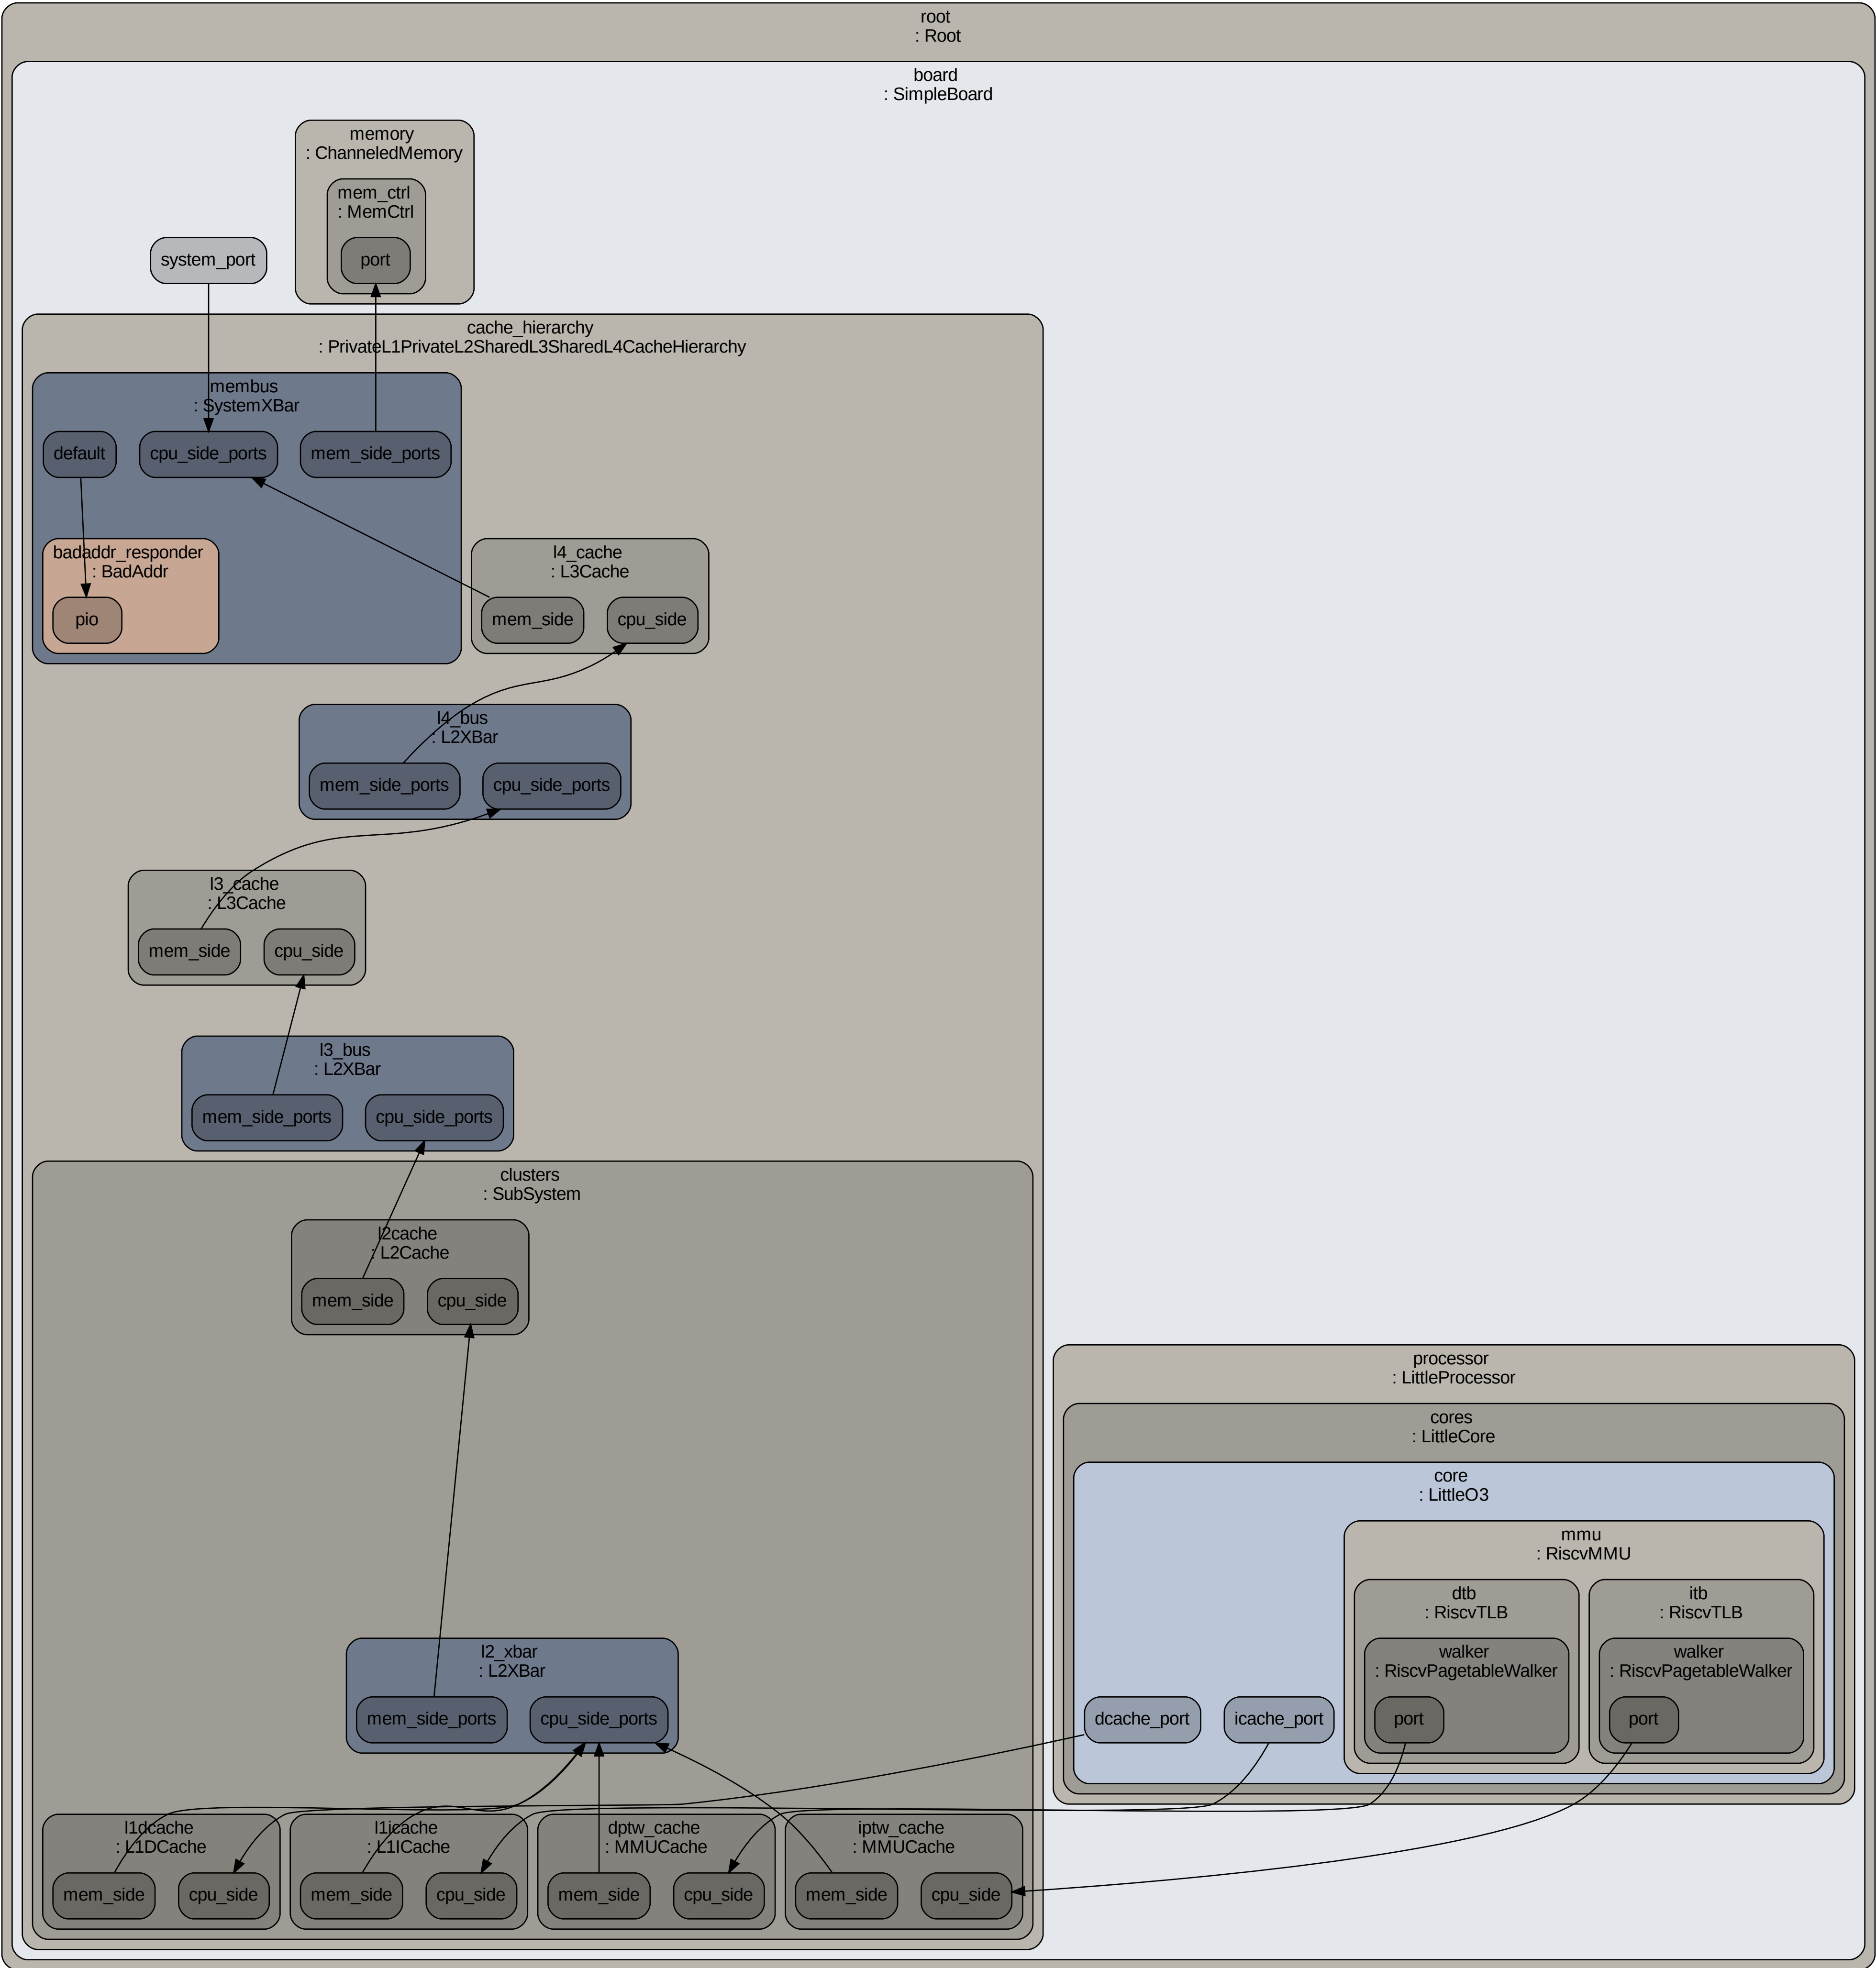 root
: Root
board
: SimpleBoard
memory
: ChanneledMemory
mem_ctrl
: MemCtrl
port
system_port
cache_hierarchy
: PrivateL1PrivateL2SharedL3SharedL4CacheHierarchy
membus
: SystemXBar
default
cpu_side_ports
mem_side_ports
badaddr_responder
: BadAddr
pio
l4_cache
: L3Cache
mem_side
cpu_side
l4_bus
: L2XBar
mem_side_ports
cpu_side_ports
l3_cache
: L3Cache
mem_side
cpu_side
l3_bus
: L2XBar
mem_side_ports
cpu_side_ports
clusters
: SubSystem
l2cache
: L2Cache
mem_side
cpu_side
l2_xbar
: L2XBar
mem_side_ports
cpu_side_ports
l1dcache
: L1DCache
mem_side
cpu_side
l1icache
: L1ICache
mem_side
cpu_side
dptw_cache
: MMUCache
mem_side
cpu_side
iptw_cache
: MMUCache
mem_side
cpu_side
processor
: LittleProcessor
cores
: LittleCore
core
: LittleO3
dcache_port
icache_port
mmu
: RiscvMMU
dtb
: RiscvTLB
walker
: RiscvPagetableWalker
port
itb
: RiscvTLB
walker
: RiscvPagetableWalker
port